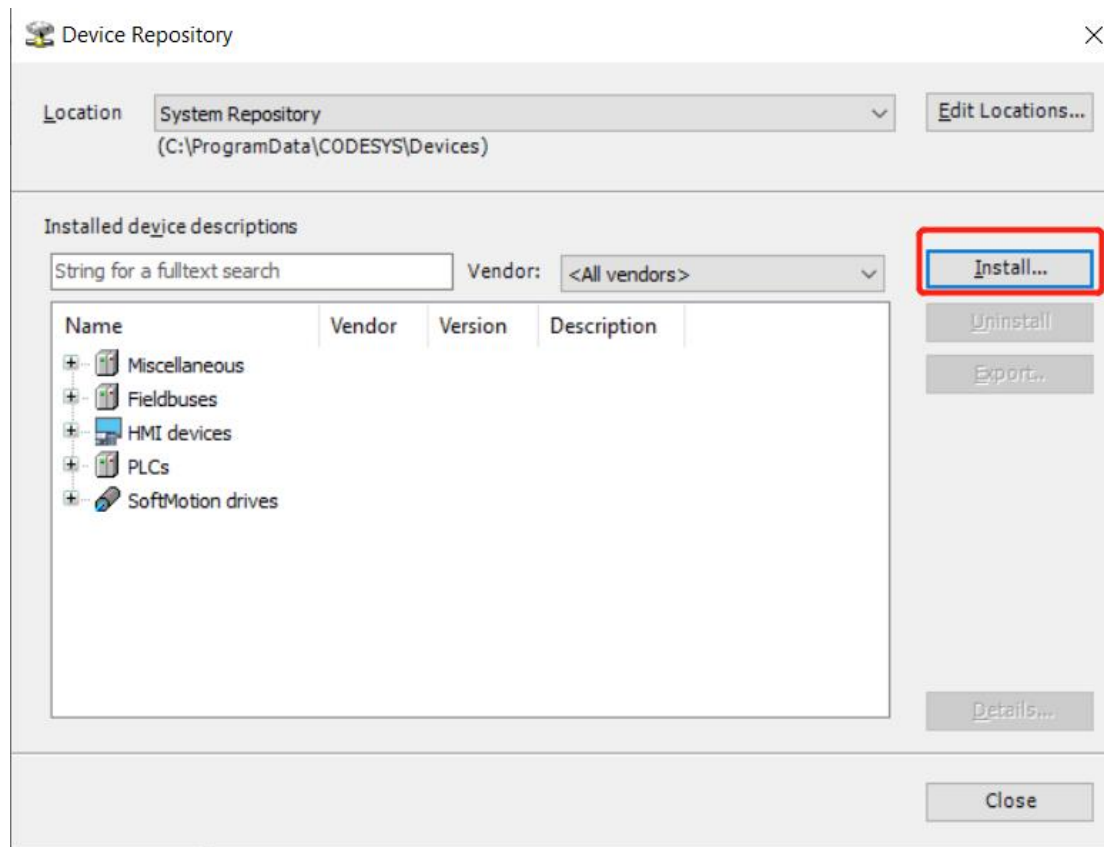 Device Repository
Location System Repository Edit Locations...
(C:\ProgramData\CODESYS\Devices)
Installed device descriptions
String for a fulltext search Vendor: <All vendors> Install...
Name Vendor Version Description Uninstall
Miscellaneous Export..
Fieldbuses
HMI devices
PLCs
SoftMotion drives
Details...
Close